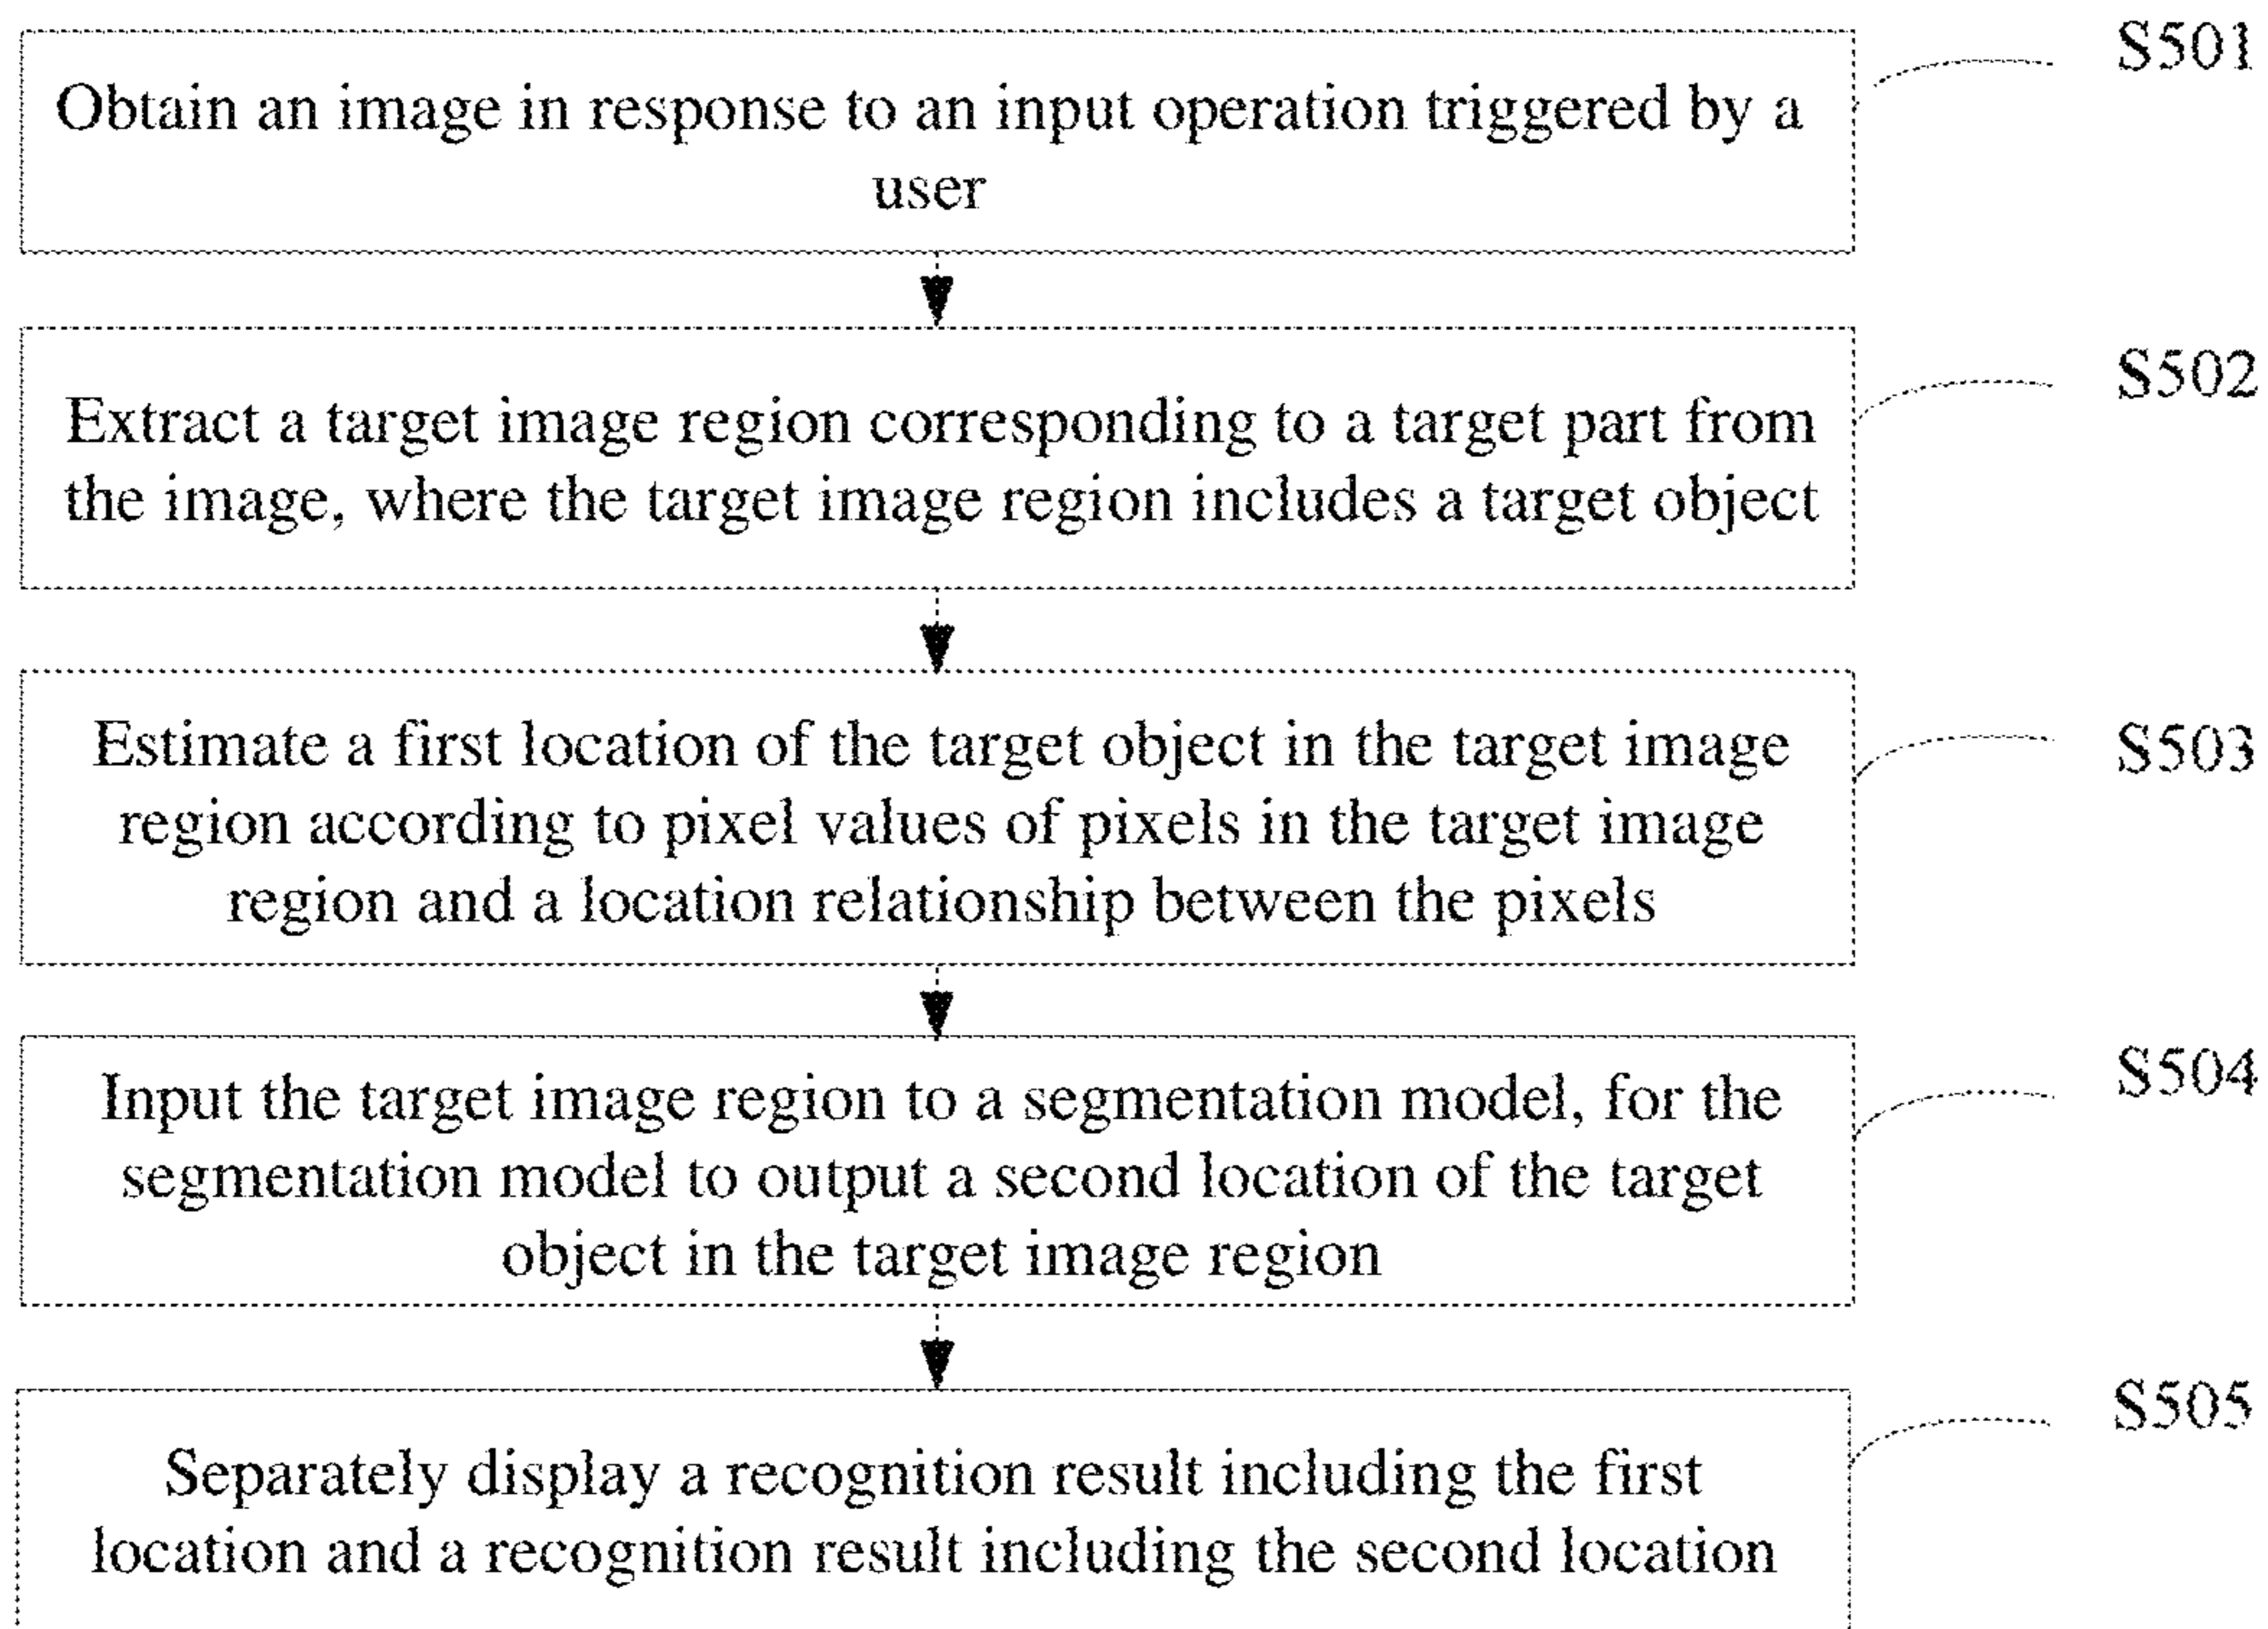 S501
Obtain an image in response to an input operation triggered by a
user
S502
Extract a target image region corresponding to a target part from
the image, where the target image region includes a target object
S503
Estimate a first location of the target object in the target image
region according to pixel values of pixels in the target image
region and a location relationship between the pixels
S504
Input the target image region to a segmentation model, for the
segmentation model to output a second location of the target
object in the target image region
S505
Separately display a recognition result including the first
location and a recognition result including the second location